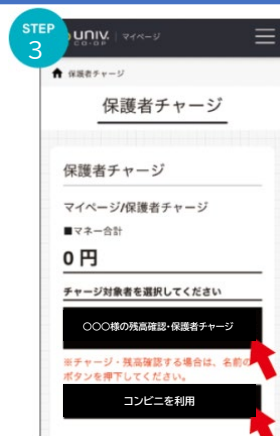 STEP
3
UNIV.
CO-OP
マイページ
保護者チャージ
保護者チャージ
保護者チャージ
マイページ/保護者チャージ
■マネー合計
0 円
チャージ対象者を選択してください
〇〇〇様の残高確認・保護者チャージ
※チャージ・残高確認する場合は、名前の
ボタンを押下してください。
コンビニを利用